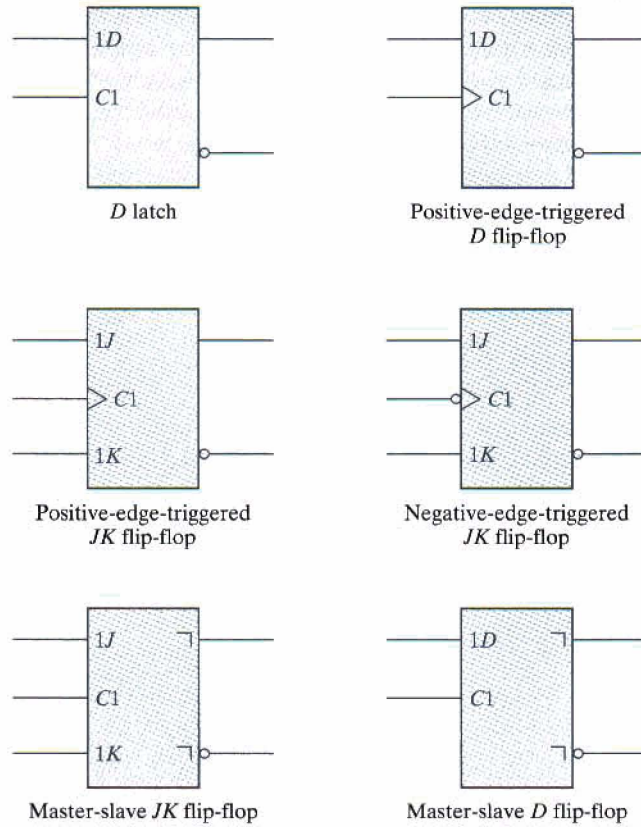 1D
C1
D latch
1D
C1
Positive-edge-triggered
D flip-flop
1J
C1
1K
Positive-edge-triggered
JK flip-flop
1J
C1
1K
Negative-edge-triggered
JK flip-flop
1J
C1
1K
Master-slave JK flip-flop
1D
C1
Master-slave D flip-flop